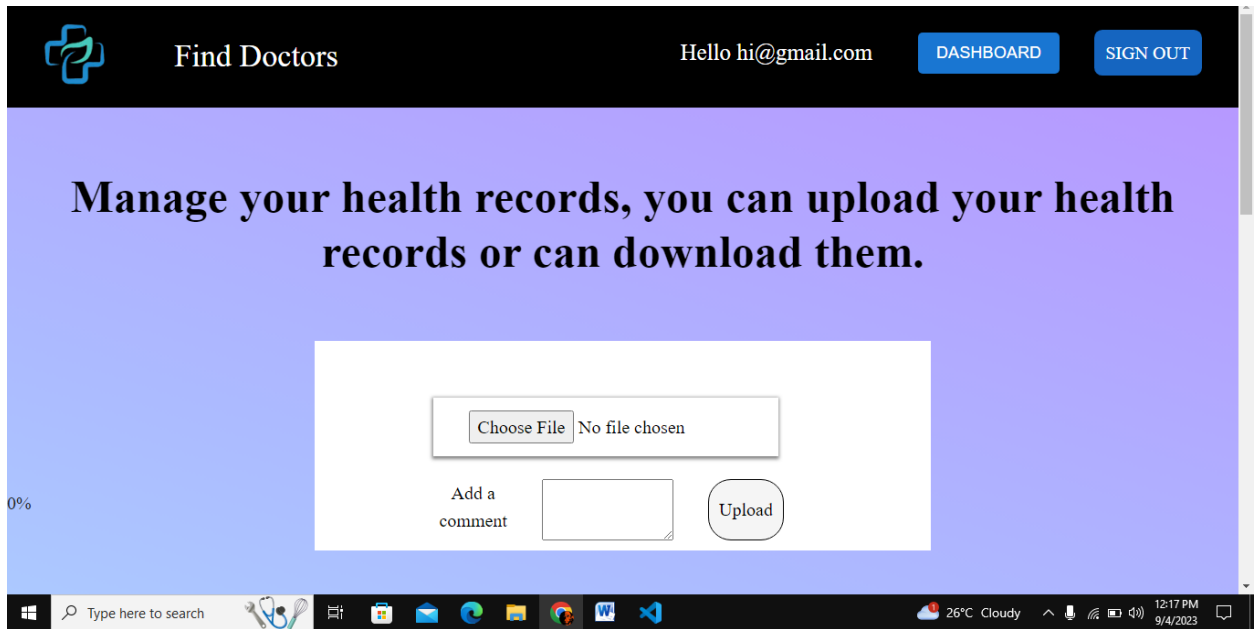 Find Doctors
Hello hi@gmail.com
DASHBOARD
SIGN OUT
Manage your health records, you can upload your health
records or can download them.
Choose File No file chosen
0%
Add a
comment
Upload
Type here to search
26°C Cloudy
12:17 PM
9/4/2023